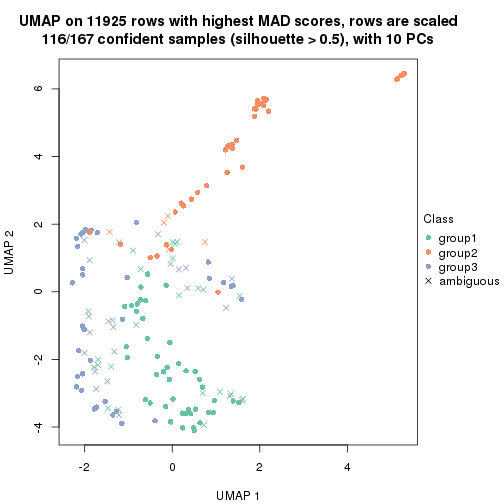 UMAP on 11925 rows with highest MAD scores, rows are scaled
116/167 confident samples (silhouette > 0.5), with 10 PCs
6
4
2
0
-2
-4
UMAP 2
-2
0
2
4
UMAP 1
Class
group1
group2
group3
ambiguous